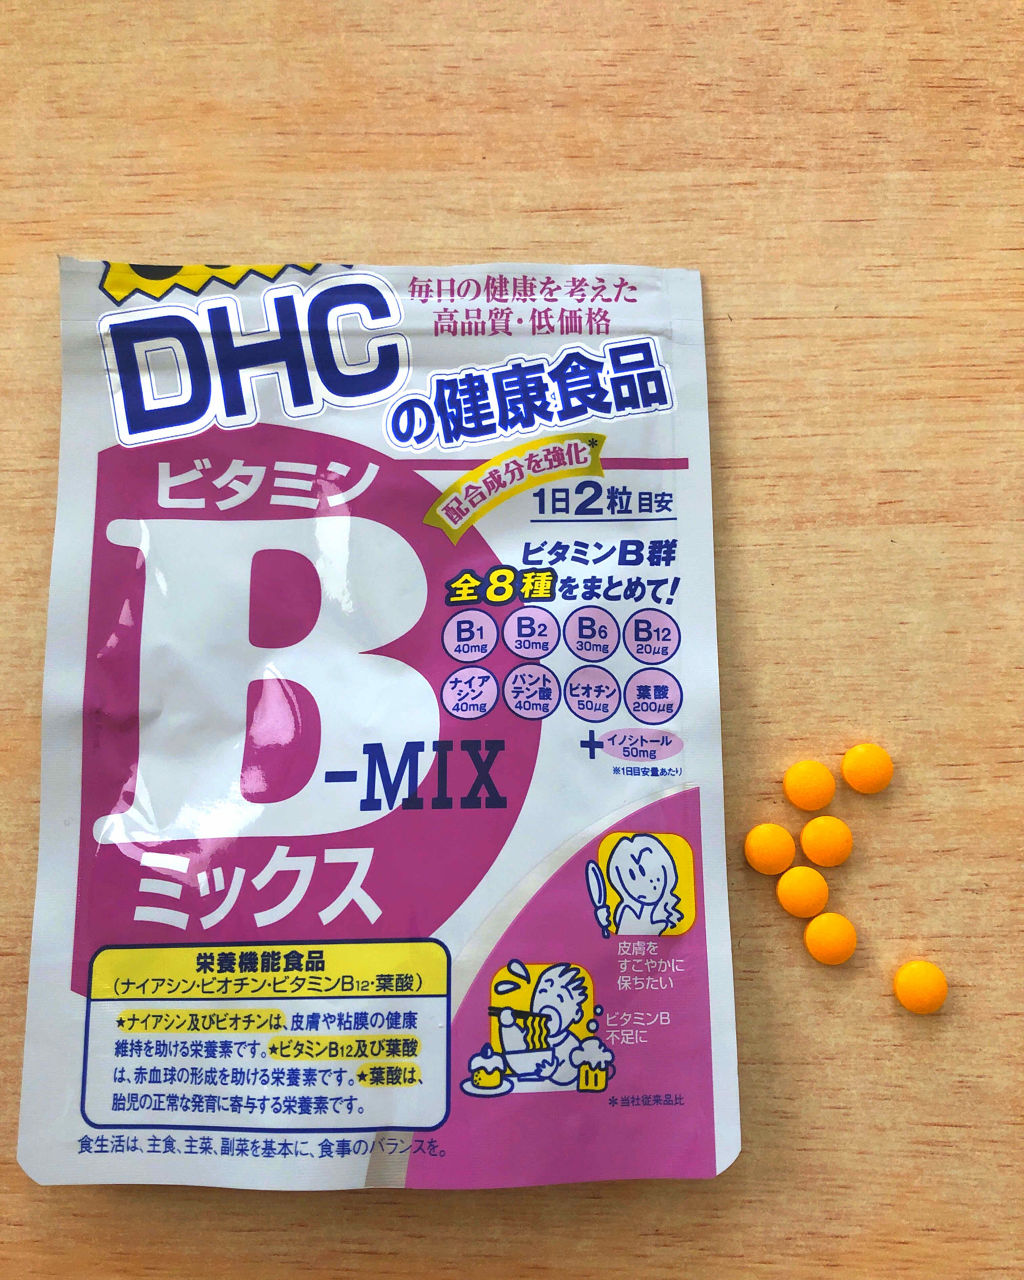 DHC
毎日の健康を考えた
高品質・低価格
の健康食品
ビタミン
B
-MIX
ミックス
配合成分を強化*
1日2粒目安
ビタミンB群
全8種をまとめて!
B1 40mg
B2 30mg
B6 30mg
B12 20μg
ナイアシン 40mg
パントテン酸 40mg
ビオチン 50μg
葉酸 200μg
+イノシトール 50mg
※1日目安量あたり
皮膚を
すこやかに
保ちたい
ビタミンB
不足に
*当社従来品比
栄養機能食品
(ナイアシン・ビオチン・ビタミンB12・葉酸)
★ナイアシン及びビオチンは、皮膚や粘膜の健康
維持を助ける栄養素です。★ビタミンB12及び葉酸
は、赤血球の形成を助ける栄養素です。★葉酸は、
胎児の正常な発育に寄与する栄養素です。
食生活は、主食、主菜、副菜を基本に、食事のバランスを。